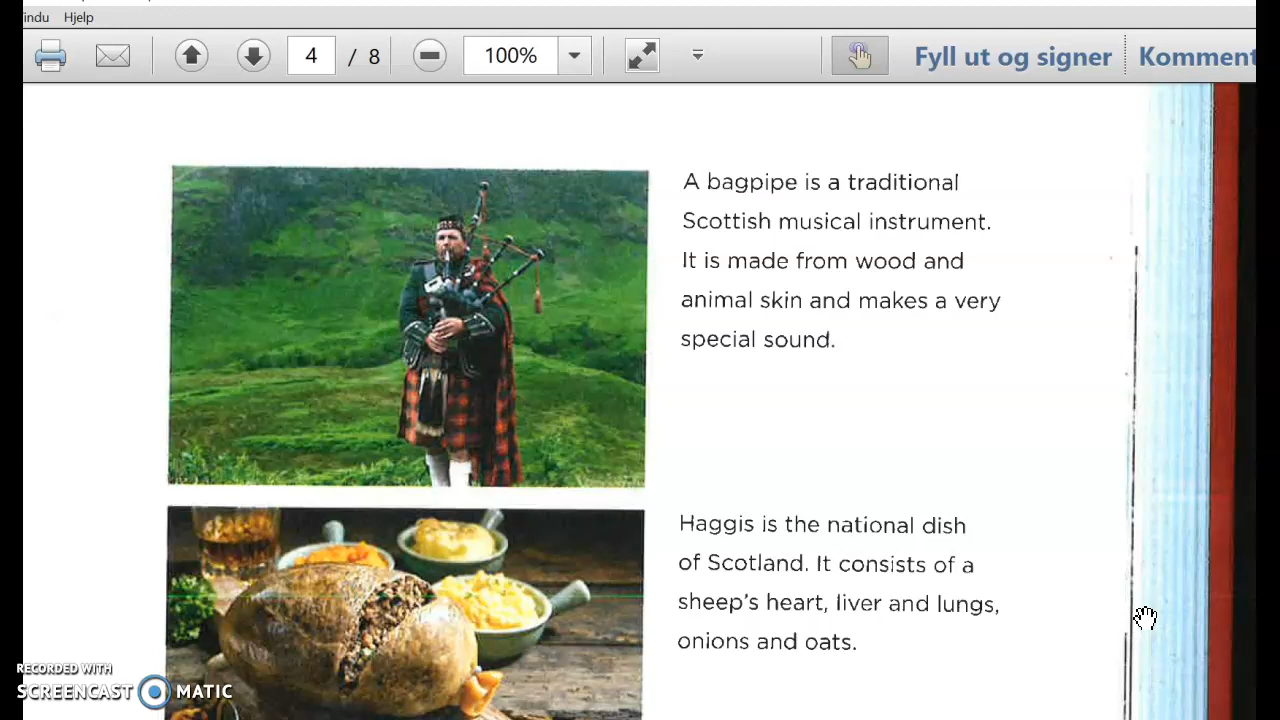 indu Hjelp
4 / 8 100% Fyll ut og signer Komment
A bagpipe is a traditional
Scottish musical instrument.
It is made from wood and
animal skin and makes a very
special sound.
Haggis is the national dish
of Scotland. It consists of a
sheep's heart, liver and lungs,
onions and oats.
RECORDED WITH
SCREENCAST MATIC